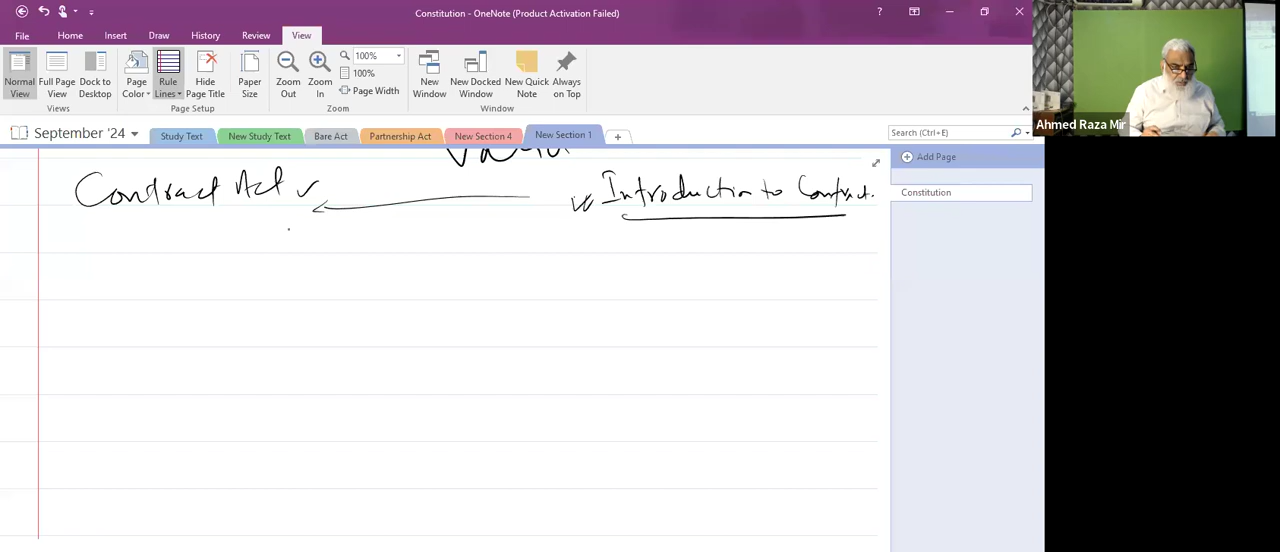 Constitution - OneNote (Product Activation Failed)
File Home Insert Draw History Review View
Normal View
Full Page View
Dock to Desktop
Views
Page Color
Rule Lines
Hide Page Title
Paper Size
Page Setup
Zoom Out
Zoom In
100%
100%
Page Width
Zoom
New Window
New Docked Window
New Quick Note
Always on Top
Window
September '24
Study Text New Study Text Bare Act Partnership Act New Section 4 New Section 1
Search (Ctrl+E)
Ahmed Raza Mir
Add Page
Constitution
Contract Act
Introduction to Contract.